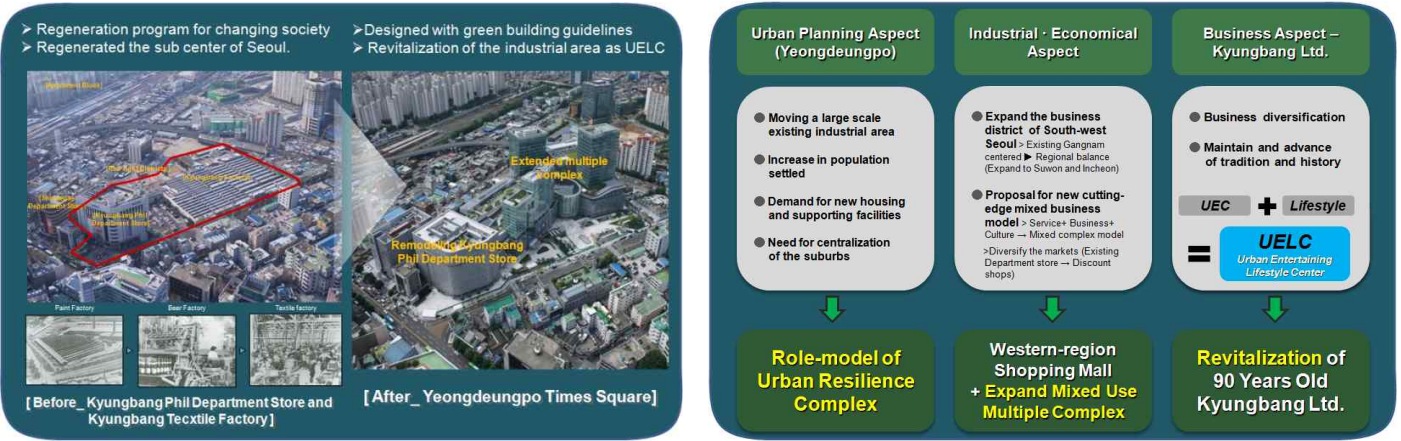 ➢ Regeneration program for changing society
➢ Regenerated the sub center of Seoul.
➢Designed with green building guidelines
➢ Revitalization of the industrial area as UELC
Extended multiple
complex
Remodeling Kyungbang
Phil Department Store
[Kyungbang Phil
Department Store]
Paint Factory
Beer Factory
Textile factory
[ Before_ Kyungbang Phil Department Store and
Kyungbang Tecxtile Factory ]
[ After_ Yeongdeungpo Times Square]
Urban Planning Aspect
(Yeongdeungpo)
● Moving a large scale
existing industrial area
● Increase in population
settled
● Demand for new housing
and supporting facilities
● Need for centralization
of the suburbs
Role-model of
Urban Resilience
Complex
Industrial · Economical
Aspect
● Expand the business
district of South-west
Seoul > Existing Gangnam
centered ▶ Regional balance
(Expand to Suwon and Incheon)
● Proposal for new cutting-
edge mixed business
model > Service+ Business+
Culture → Mixed complex model
>Diversify the markets (Existing
Department store → Discount
shops)
Western-region
Shopping Mall
+ Expand Mixed Use
Multiple Complex
Business Aspect –
Kyungbang Ltd.
● Business diversification
● Maintain and advance
of tradition and history
UEC + Lifestyle
= UELC
Urban Entertaining
Lifestyle Center
Revitalization of
90 Years Old
Kyungbang Ltd.